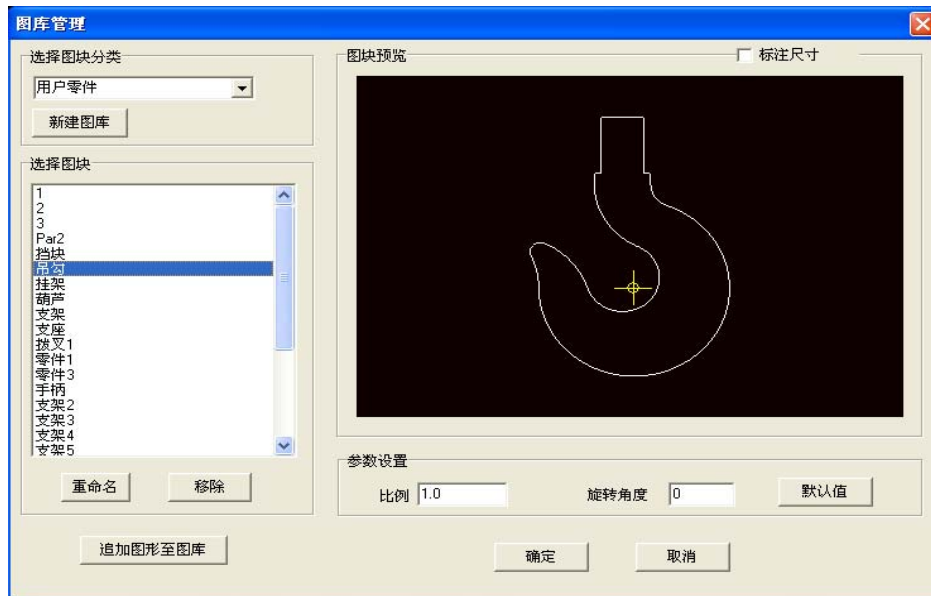 图库管理
选择图块分类
用户零件
新建图库
选择图块
1
2
3
Par2
挡块
吊勾
挂架
葫芦
支架
支座
拨叉1
零件1
零件3
手柄
支架2
支架3
支架4
支架5
重命名
移除
追加图形至图库
图块预览
标注尺寸
参数设置
比例 1.0
旋转角度 0
默认值
确定
取消